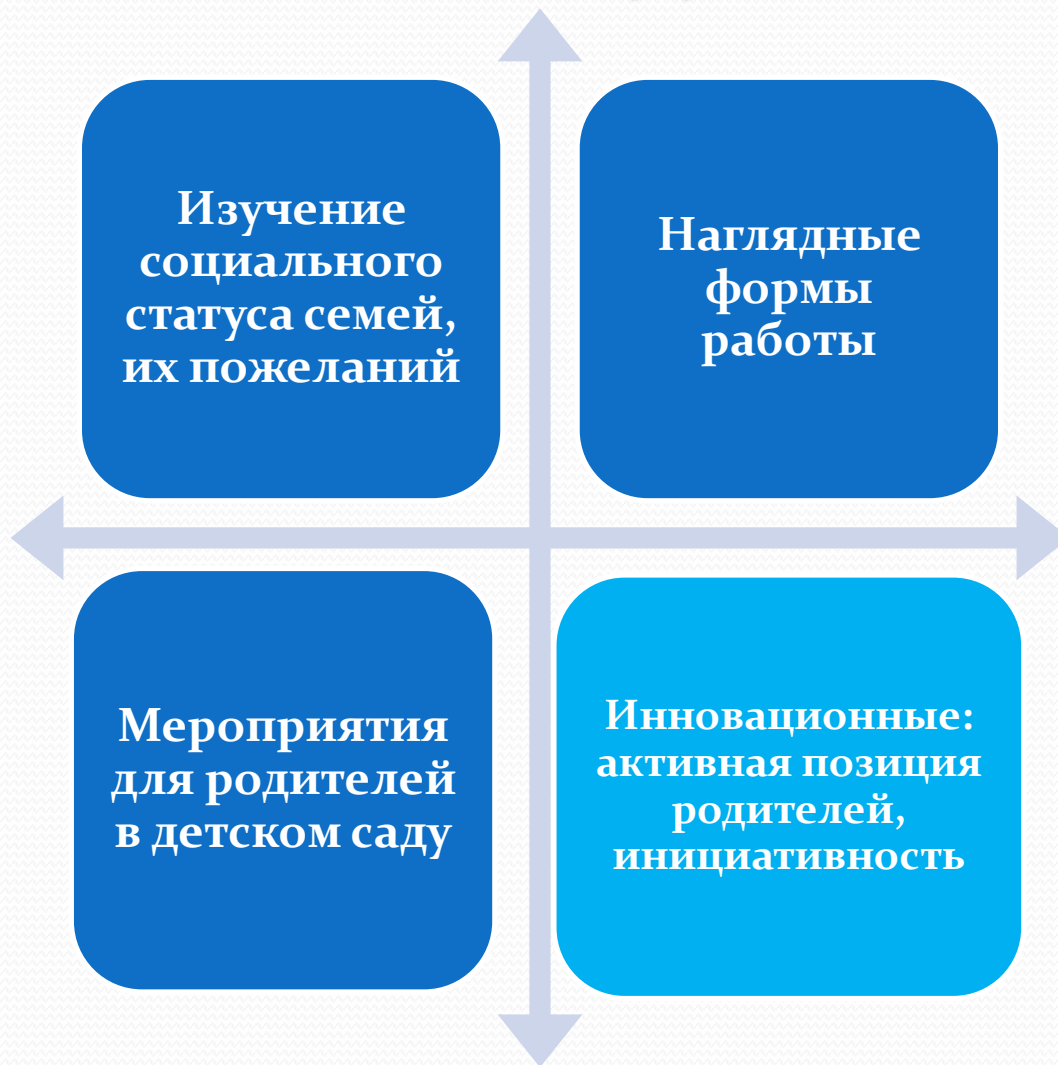 Изучение
социального
статуса семей,
их пожеланий
Наглядные
формы
работы
Мероприятия
для родителей
в детском саду
Инновационные:
активная позиция
родителей,
инициативность